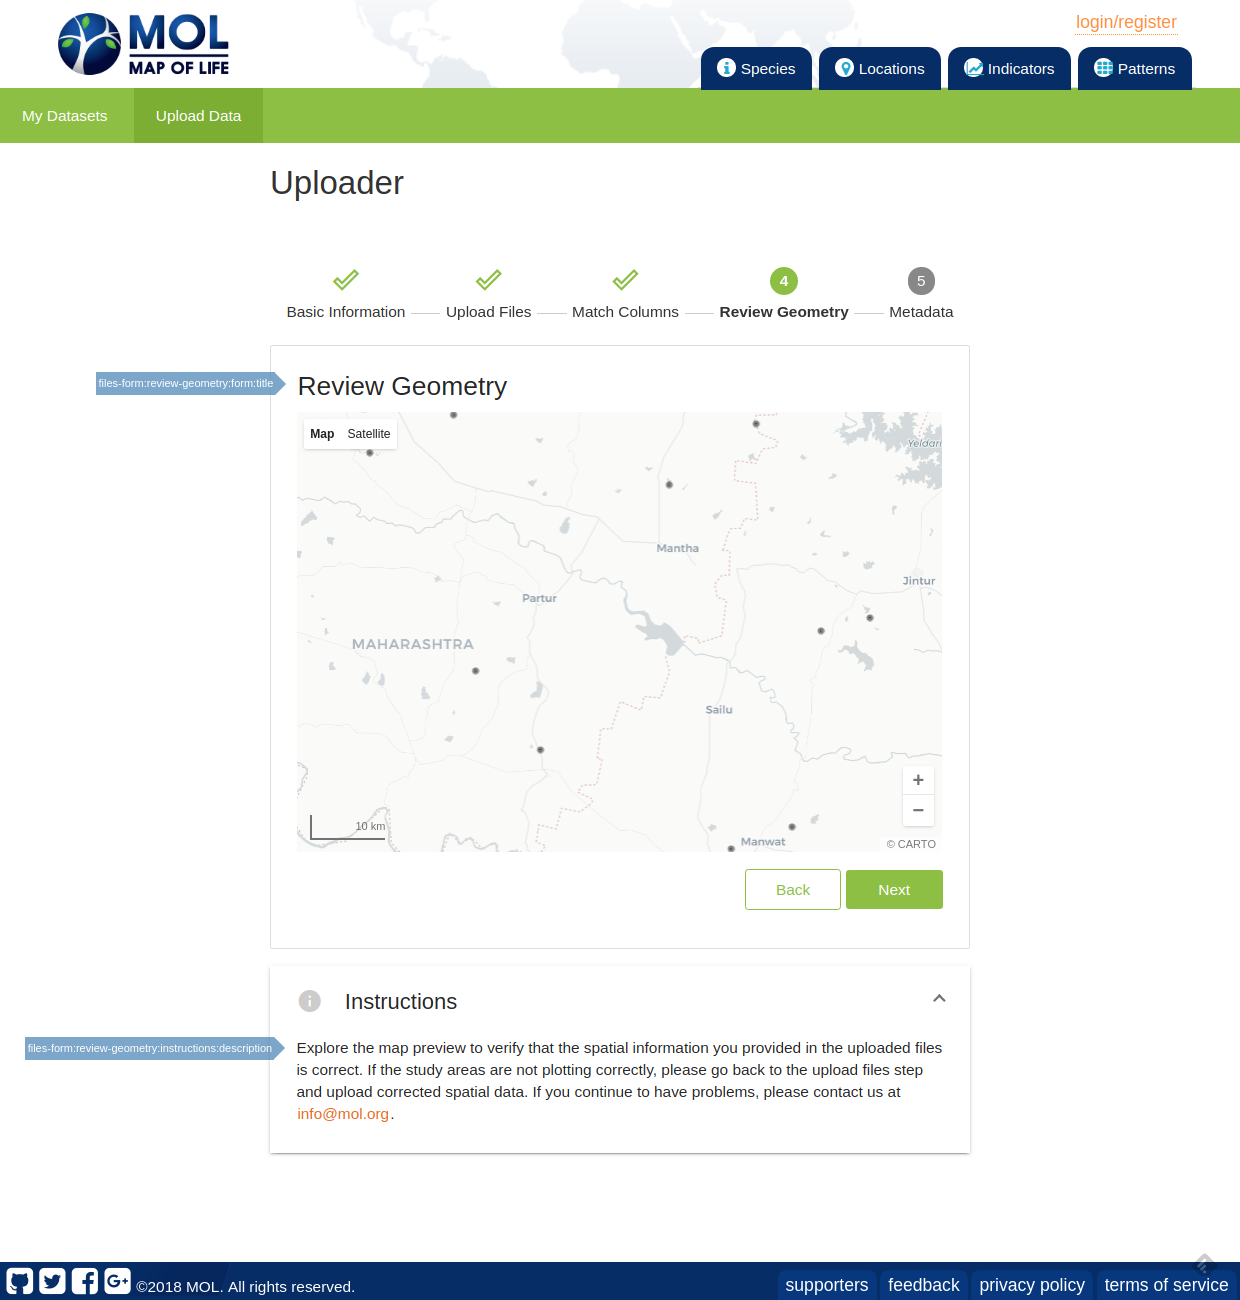 MOL
MAP OF LIFE
login/register
Species
Locations
Indicators
Patterns
My Datasets
Upload Data
Uploader
4
5
Basic Information
Upload Files
Match Columns
Review Geometry
Metadata
files-form:review-geometry:form:title
Review Geometry
Map
Satellite
Yeldari
Mantha
Jintur
Partur
MAHARASHTRA
Sailu
+
−
10 km
Manwat
© CARTO
Back
Next
Instructions
files-form:review-geometry:instructions:description
Explore the map preview to verify that the spatial information you provided in the uploaded files
is correct. If the study areas are not plotting correctly, please go back to the upload files step
and upload corrected spatial data. If you continue to have problems, please contact us at
info@mol.org.
©2018 MOL. All rights reserved.
supporters
feedback
privacy policy
terms of service